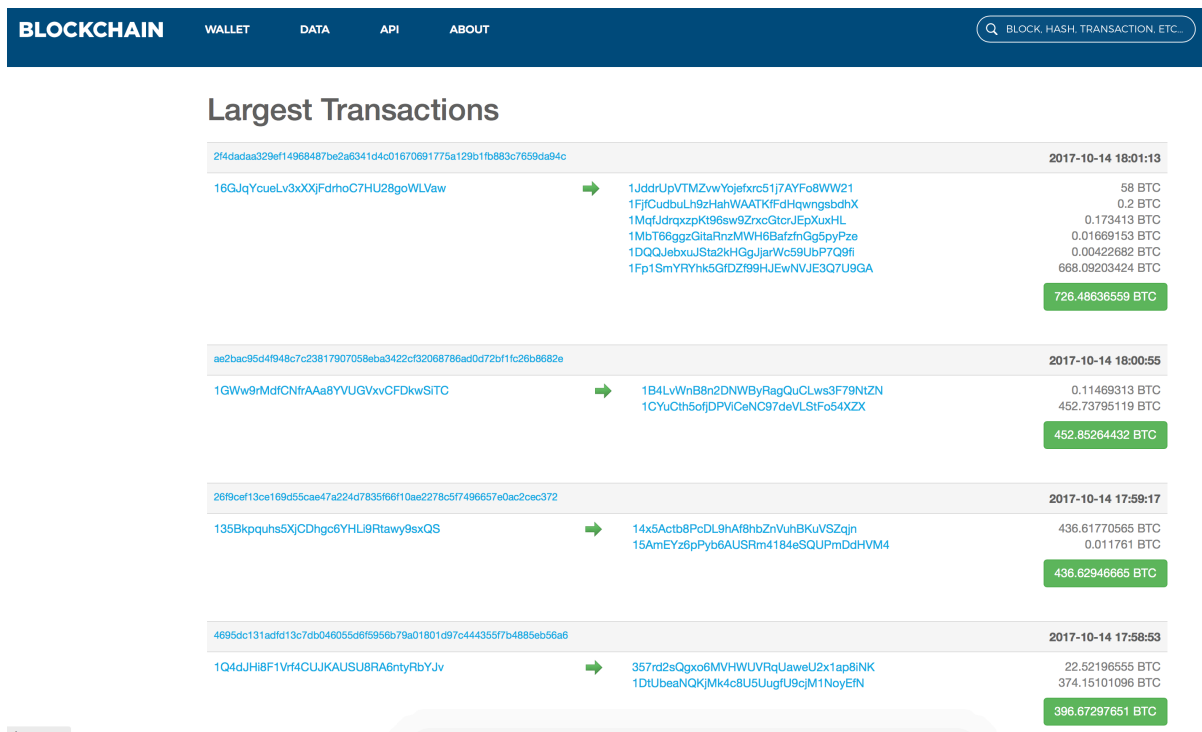 BLOCKCHAIN WALLET DATA API ABOUT BLOCK, HASH, TRANSACTION, ETC...
Largest Transactions
2f4dadaa329ef14968487be2a6341d4c01670691775a129b1fb883c7659da94c 2017-10-14 18:01:13
16GJqYcueLv3xXXjFdrhoC7HU28goWLVaw 1JddrUpVTMZvwYojefxrc51j7AYFo8WW21 58 BTC
1FjfCudbuLh9zHahWAATKfFdHqwngsbdhX 0.2 BTC
1MqfJdrqxzpKt96sw9ZrxcGtcrJEpXuxHL 0.173413 BTC
1MbT66ggzGitaRnzMWH6BafzfnGg5pyPze 0.01669153 BTC
1DQQJebxuJSta2kHGgJjarWc59UbP7Q9fi 0.00422682 BTC
1Fp1SmYRYhk5GfDZf99HJEwNVJE3Q7U9GA 668.09203424 BTC
726.48636559 BTC
ae2bac95d4f948c7c23817907058eba3422cf32068786ad0d72bf1fc26b8682e 2017-10-14 18:00:55
1GWw9rMdfCNfrAAa8YVUGVxvCFDkwSiTC 1B4LvWnB8n2DNWByRagQuCLws3F79NtZN 0.11469313 BTC
1CYuCth5ofjDPViCeNC97deVLStFo54XZX 452.73795119 BTC
452.85264432 BTC
26f9cef13ce169d55cae47a224d7835f66f10ae2278c5f7496657e0ac2cec372 2017-10-14 17:59:17
135Bkpquhs5XjCDhgc6YHLi9Rtawy9sxQS 14x5Actb8PcDL9hAf8hbZnVuhBKuVSZqjn 436.61770565 BTC
15AmEYz6pPyb6AUSRm4184eSQUPmDdHVM4 0.011761 BTC
436.62946665 BTC
4695dc131adfd13c7db046055d6f5956b79a01801d97c444355f7b4885eb56a6 2017-10-14 17:58:53
1Q4dJHi8F1Vrf4CUJKAUSU8RA6ntyRbYJv 357rd2sQgxo6MVHWUVRqUaweU2x1ap8iNK 22.52196555 BTC
1DtUbeaNQKjMk4c8U5UugfU9cjM1NoyEfN 374.15101096 BTC
396.67297651 BTC